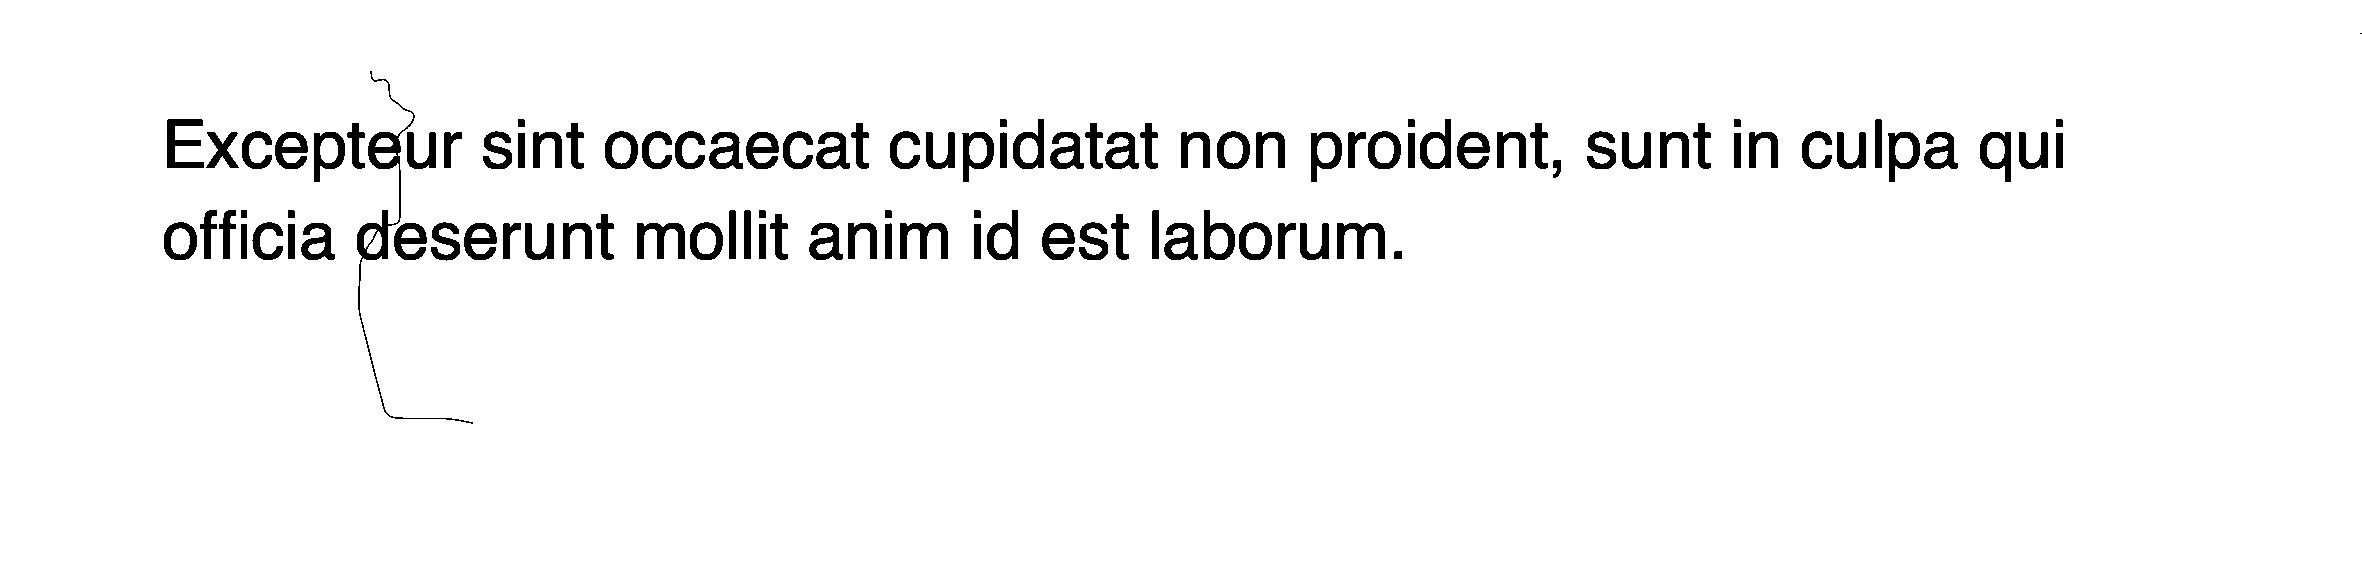 Excepteur sint occaecat cupidatat non proident, sunt in culpa qui
officia deserunt mollit anim id est laborum.